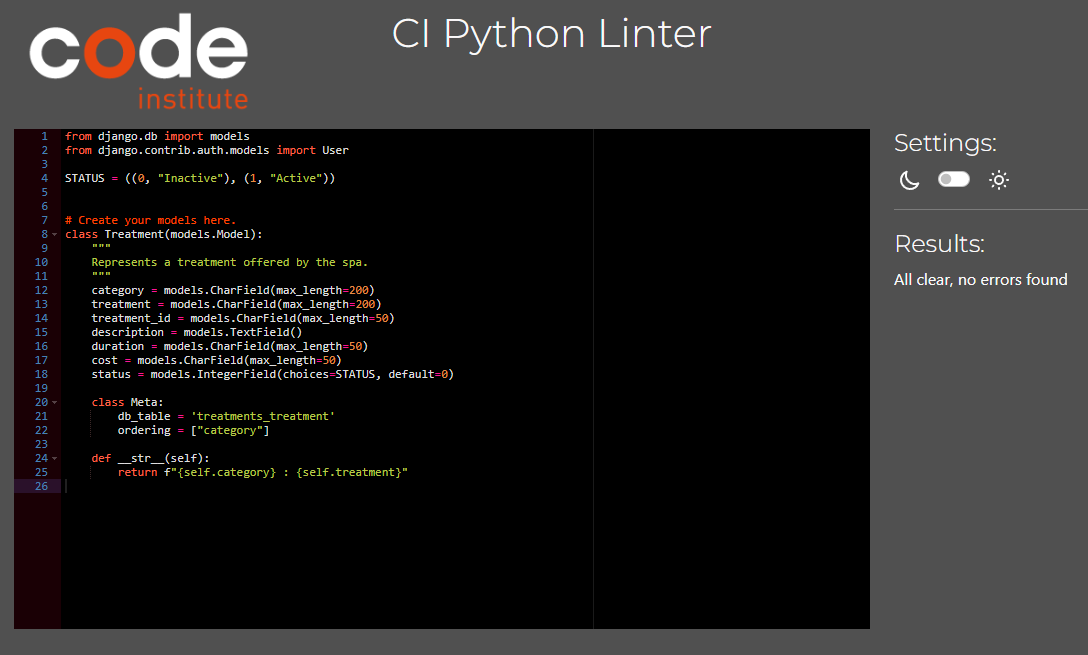 code
institute
CI Python Linter
1 from django.db import models
2 from django.contrib.auth.models import User
3
4 STATUS = ((0, "Inactive"), (1, "Active"))
5
6
7 # Create your models here.
8 class Treatment(models.Model):
9     """
10     Represents a treatment offered by the spa.
11     """
12     category = models.CharField(max_length=200)
13     treatment = models.CharField(max_length=200)
14     treatment_id = models.CharField(max_length=50)
15     description = models.TextField()
16     duration = models.CharField(max_length=50)
17     cost = models.CharField(max_length=50)
18     status = models.IntegerField(choices=STATUS, default=0)
19
20     class Meta:
21         db_table = 'treatments_treatment'
22         ordering = ["category"]
23
24     def __str__(self):
25         return f"{self.category} : {self.treatment}"
26
Settings:
Results:
All clear, no errors found